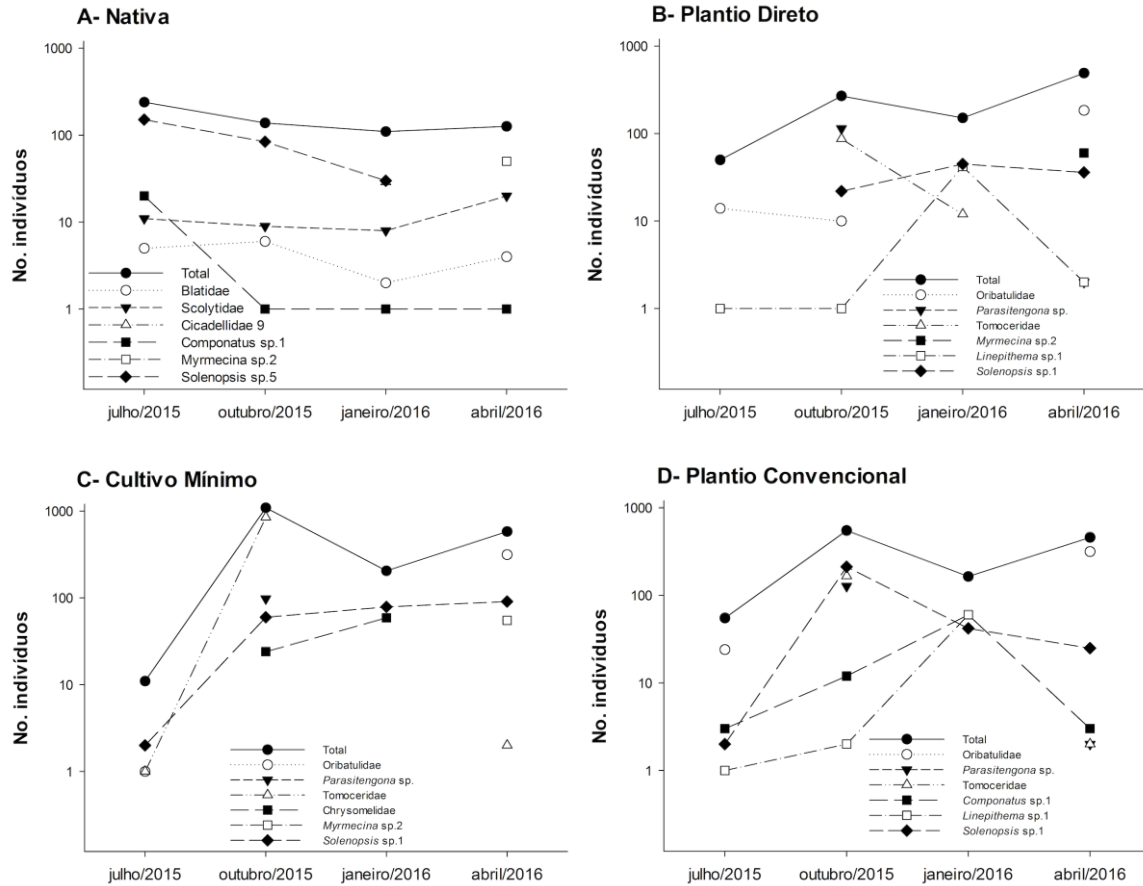 A- Nativa
No. indivíduos
1000
100
10
1
Total
Blatidae
Scolytidae
Cicadellidae 9
Componatus sp.1
Myrmecina sp.2
Solenopsis sp.5
julho/2015 outubro/2015 janeiro/2016 abril/2016
B- Plantio Direto
No. indivíduos
1000
100
10
1
Total
Oribatulidae
Parasitengona sp.
Tomoceridae
Myrmecina sp.2
Linepithema sp.1
Solenopsis sp.1
julho/2015 outubro/2015 janeiro/2016 abril/2016
C- Cultivo Mínimo
No. indivíduos
1000
100
10
1
Total
Oribatulidae
Parasitengona sp.
Tomoceridae
Chrysomelidae
Myrmecina sp.2
Solenopsis sp.1
julho/2015 outubro/2015 janeiro/2016 abril/2016
D- Plantio Convencional
No. indivíduos
1000
100
10
1
Total
Oribatulidae
Parasitengona sp.
Tomoceridae
Componatus sp.1
Linepithema sp.1
Solenopsis sp.1
julho/2015 outubro/2015 janeiro/2016 abril/2016